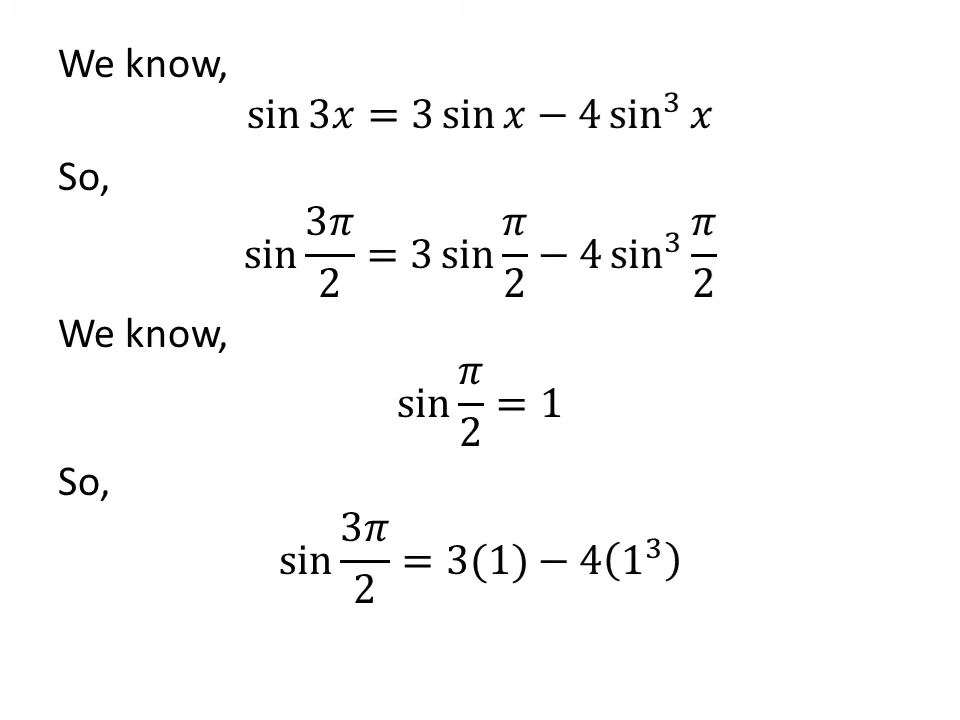 We know,
sin 3𝑥 = 3 sin 𝑥 − 4 sin³ 𝑥
So,
sin 3𝜋/2 = 3 sin 𝜋/2 − 4 sin³ 𝜋/2
We know,
sin 𝜋/2 = 1
So,
sin 3𝜋/2 = 3(1) − 4(1³)